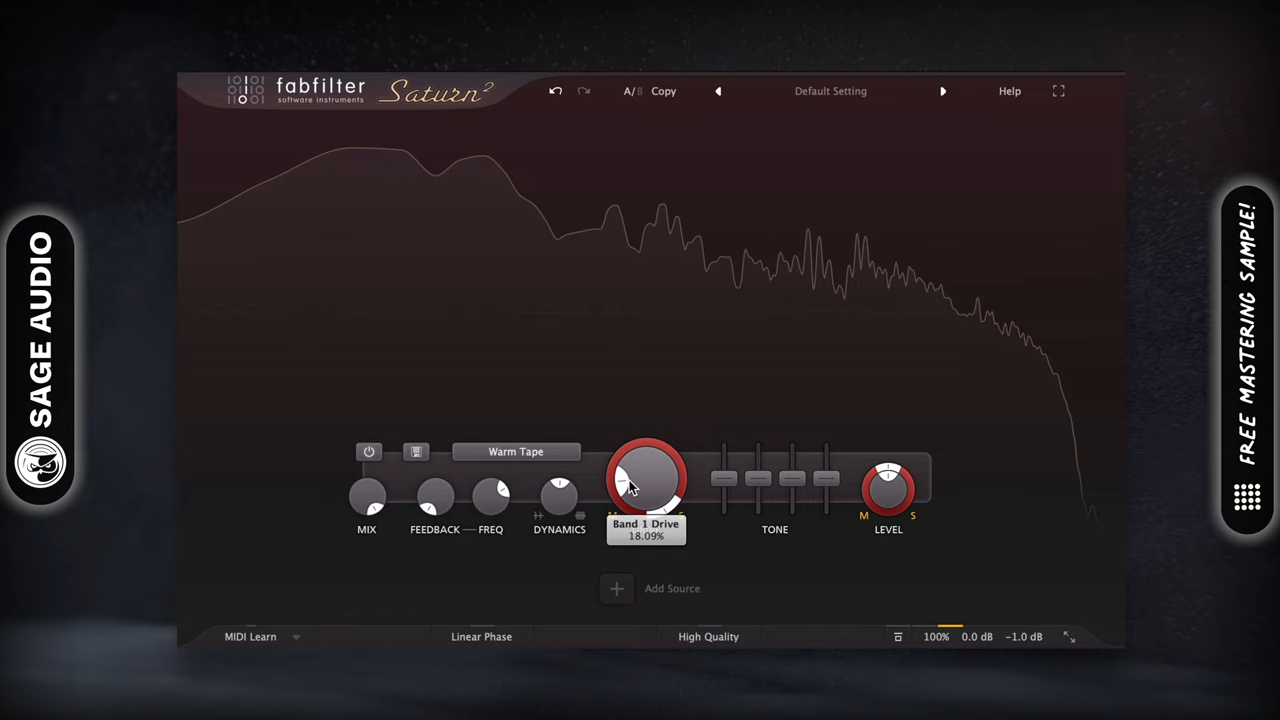 SAGE AUDIO
fabfilter
software instruments
Saturn 2
A/B
Copy
Default Setting
Help
Warm Tape
MIX
FEEDBACK
FREQ
DYNAMICS
Band 1 Drive
18.09%
TONE
M
S
LEVEL
Add Source
MIDI Learn
Linear Phase
High Quality
100%
0.0 dB
-1.0 dB
FREE MASTERING SAMPLE!